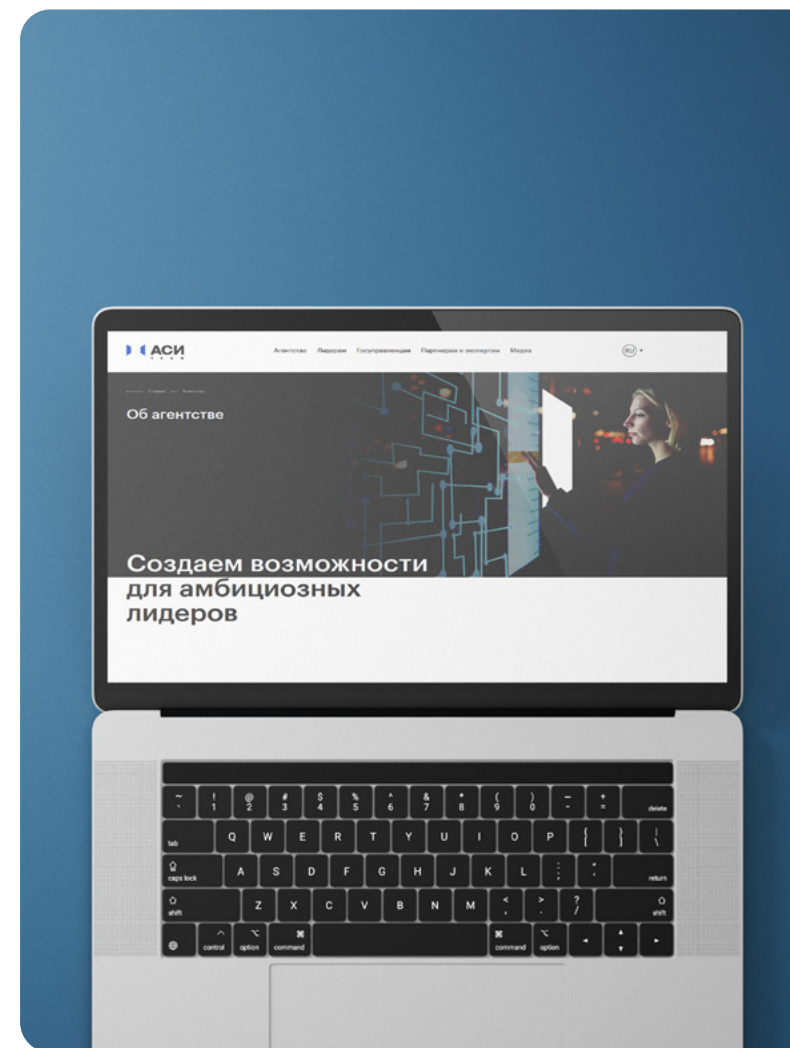 АСИ
TEAM
Агентство Лидерам Госуправленцам Партнерам и экспертам Медиа
RU
Об агентстве
Создаем возможности
для амбициозных
лидеров
~ ! @ # $ % ^ & * ( ) – +
` 1 2 3 4 5 6 7 8 9 0 - = delete
tab Q W E R T Y U I O P { [ } ] | \
caps lock A S D F G H J K L : ; " ' return
shift Z X C V B N M < , > . ? / shift
control option command command option